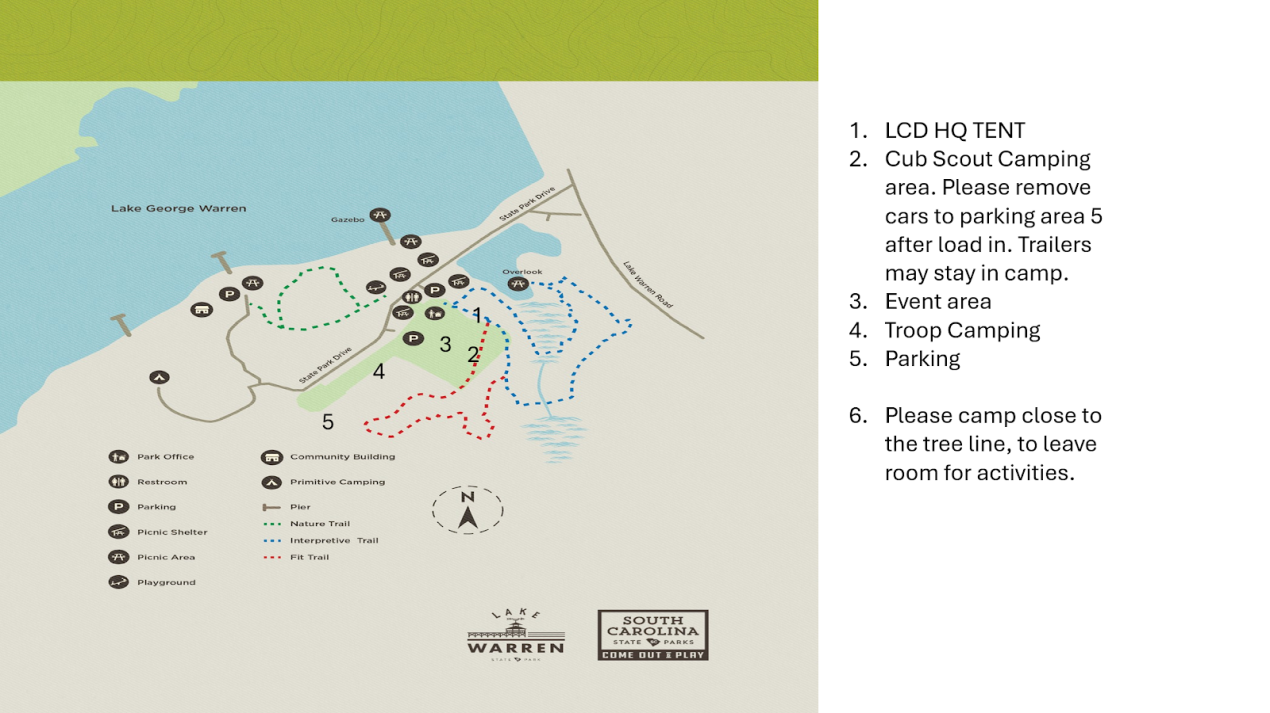 Lake George Warren
Gazebo
State Park Drive
Lake Warren Road
Overlook
P
P
1
P
3
2
State Park Drive
4
5
Park Office
Restroom
P Parking
Picnic Shelter
Picnic Area
Playground
Community Building
Primitive Camping
Pier
Nature Trail
Interpretive Trail
Fit Trail
N
LAKE
WARREN
STATE PARK
SOUTH
CAROLINA
STATE PARKS
COME OUT & PLAY
1. LCD HQ TENT
2. Cub Scout Camping
area. Please remove
cars to parking area 5
after load in. Trailers
may stay in camp.
3. Event area
4. Troop Camping
5. Parking
6. Please camp close to
the tree line, to leave
room for activities.